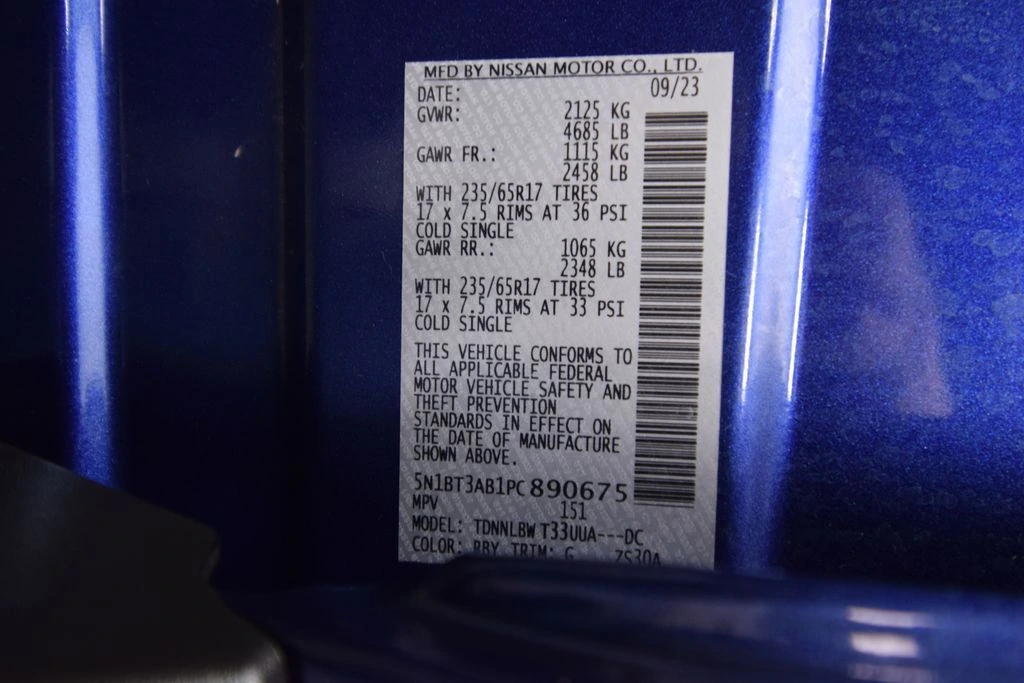 MFD BY NISSAN MOTOR CO., LTD.
DATE: 09/23
GVWR: 2125 KG
4685 LB
GAWR FR.: 1115 KG
2458 LB
WITH 235/65R17 TIRES
17 x 7.5 RIMS AT 36 PSI
COLD SINGLE
GAWR RR.: 1065 KG
2348 LB
WITH 235/65R17 TIRES
17 x 7.5 RIMS AT 33 PSI
COLD SINGLE
THIS VEHICLE CONFORMS TO
ALL APPLICABLE FEDERAL
MOTOR VEHICLE SAFETY AND
THEFT PREVENTION
STANDARDS IN EFFECT ON
THE DATE OF MANUFACTURE
SHOWN ABOVE.
5N1BT3AB1PC890675
MPV 151
MODEL: TDNNLBW T33UUA---DC
COLOR: RBY TRIM: G ZS30A